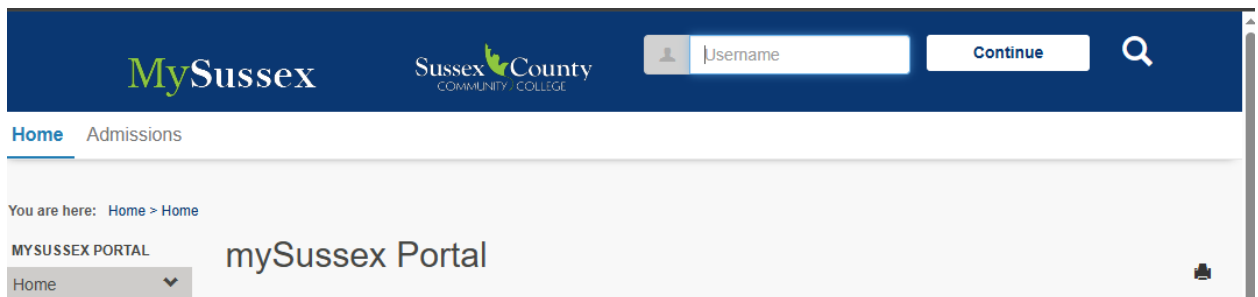 MySussex
Sussex County
COMMUNITY / COLLEGE
Username
Continue
Home Admissions
You are here: Home > Home
MYSUSSEX PORTAL
mySussex Portal
Home